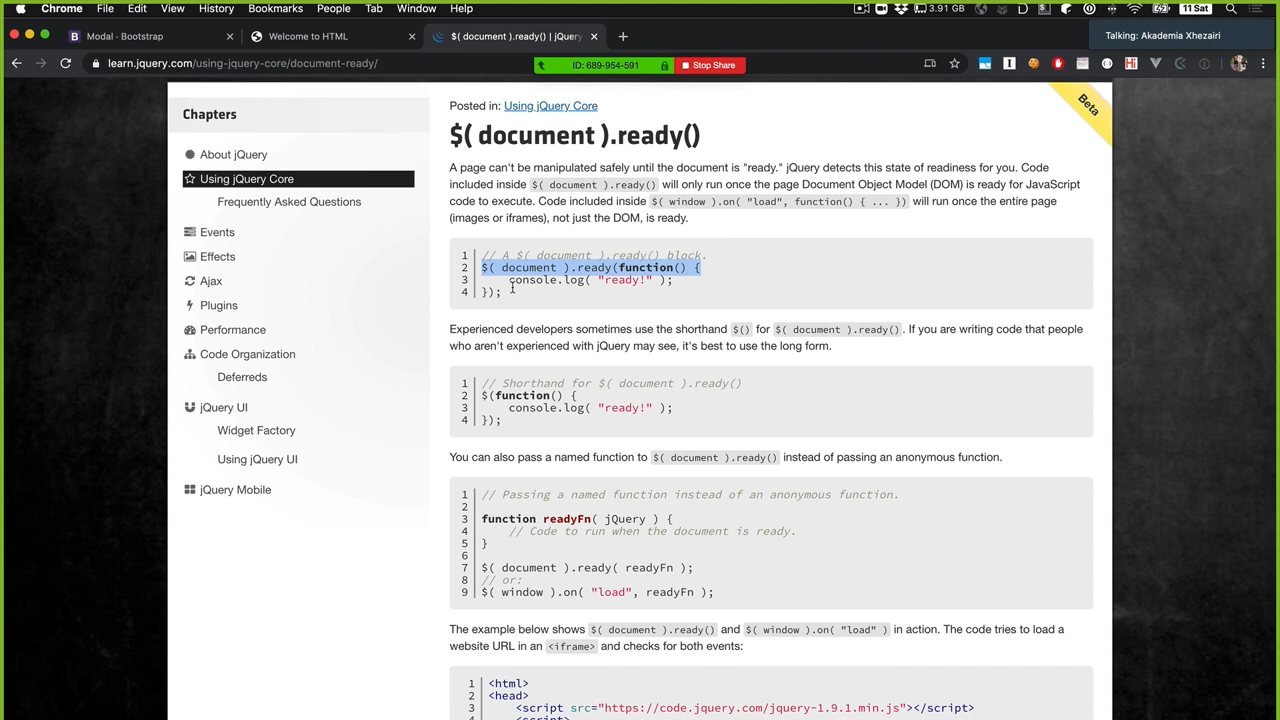 Chrome File Edit View History Bookmarks People Tab Window Help 3.91 GB 11 Sat
Modal · Bootstrap Welcome to HTML $( document ).ready() | jQuery
Talking: Akademia Xhezairi
learn.jquery.com/using-jquery-core/document-ready/
ID: 689-954-591 Stop Share
Beta
Chapters
About jQuery
Using jQuery Core
Frequently Asked Questions
Events
Effects
Ajax
Plugins
Performance
Code Organization
Deferreds
jQuery UI
Widget Factory
Using jQuery UI
jQuery Mobile
Posted in: Using jQuery Core
$( document ).ready()
A page can't be manipulated safely until the document is "ready." jQuery detects this state of readiness for you. Code
included inside $( document ).ready() will only run once the page Document Object Model (DOM) is ready for JavaScript
code to execute. Code included inside $( window ).on( "load", function() { ... }) will run once the entire page
(images or iframes), not just the DOM, is ready.
1 // A $( document ).ready() block.
2 $( document ).ready(function() {
3 console.log( "ready!" );
4 });
Experienced developers sometimes use the shorthand $() for $( document ).ready(). If you are writing code that people
who aren't experienced with jQuery may see, it's best to use the long form.
1 // Shorthand for $( document ).ready()
2 $(function() {
3 console.log( "ready!" );
4 });
You can also pass a named function to $( document ).ready() instead of passing an anonymous function.
1 // Passing a named function instead of an anonymous function.
2
3 function readyFn( jQuery ) {
4 // Code to run when the document is ready.
5 }
6
7 $( document ).ready( readyFn );
8 // or:
9 $( window ).on( "load", readyFn );
The example below shows $( document ).ready() and $( window ).on( "load" ) in action. The code tries to load a
website URL in an <iframe> and checks for both events:
1 <html>
2 <head>
3 <script src="https://code.jquery.com/jquery-1.9.1.min.js"></script>